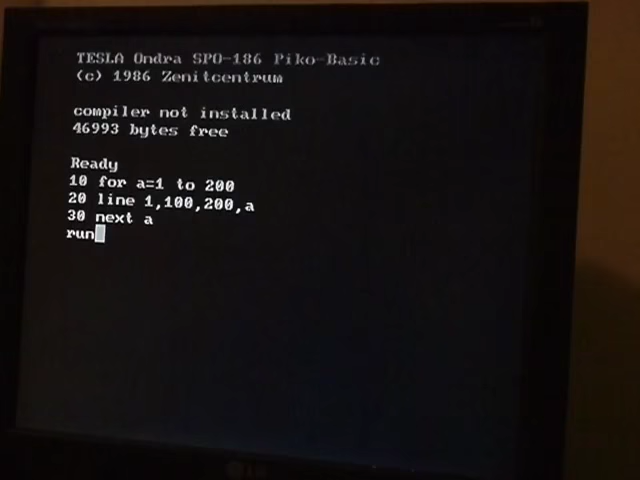 TESLA Ondra SPO-186 Piko-Basic
(c) 1986 Zenitcentrum
compiler not installed
46993 bytes free
Ready
10 for a=1 to 200
20 line 1,100,200,a
30 next a
run